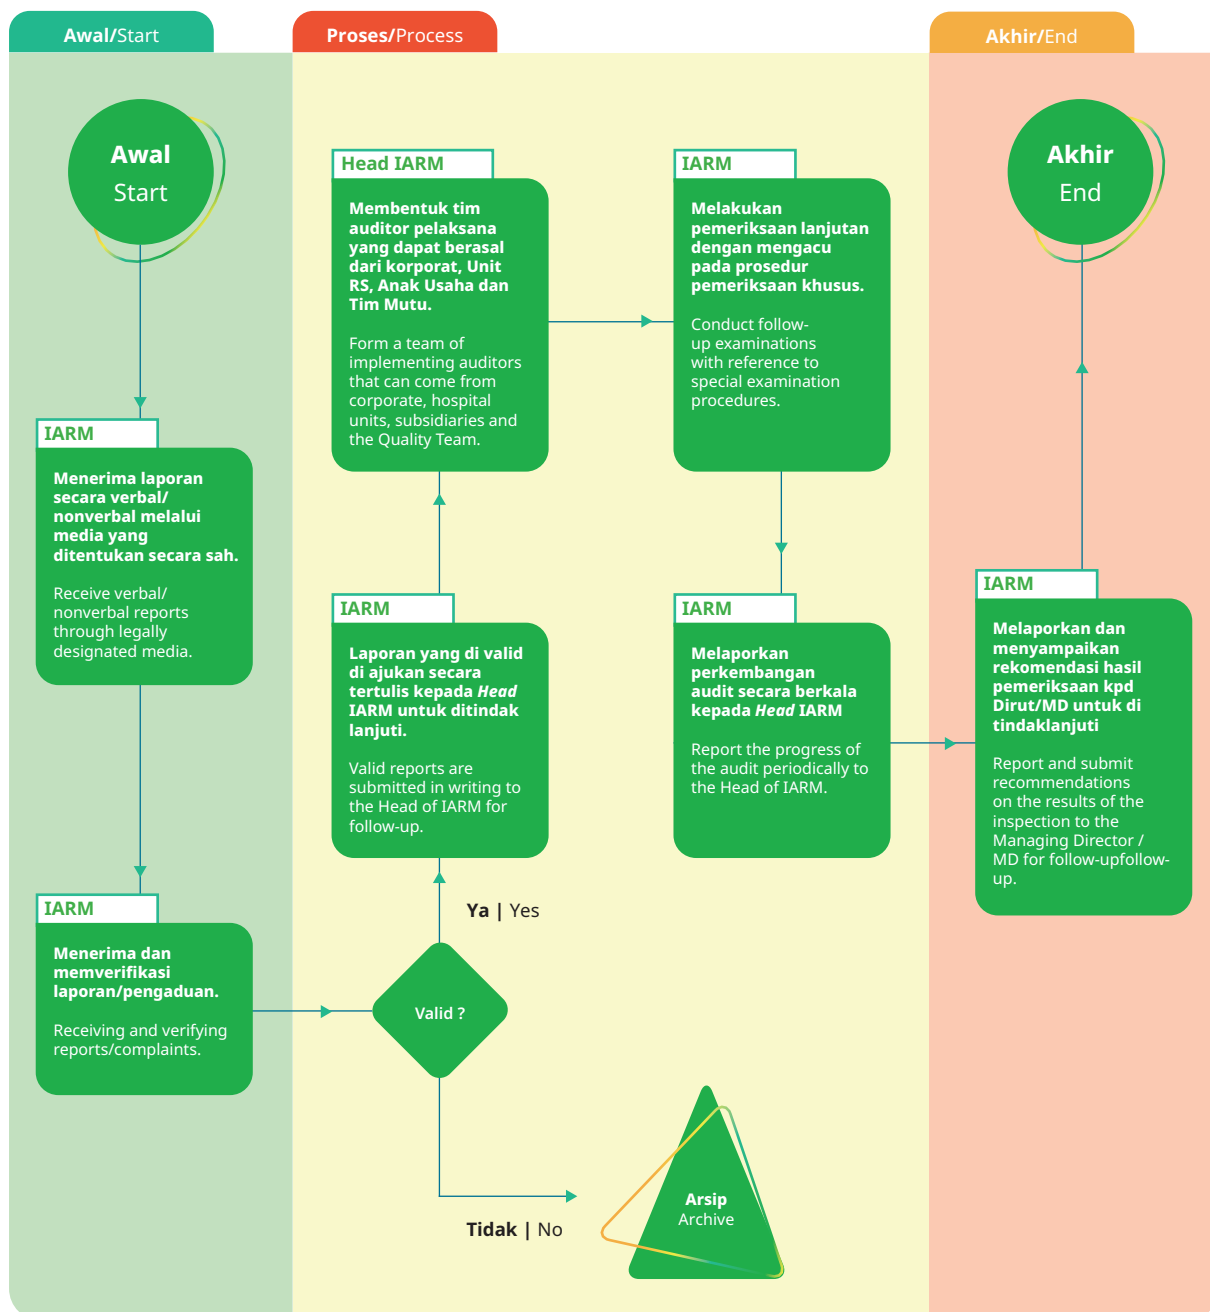 Awal/Start
Proses/Process
Akhir/End
Awal
Start
IARM
Menerima laporan
secara verbal/
nonverbal melalui
media yang
ditentukan secara sah.
Receive verbal/
nonverbal reports
through legally
designated media.
IARM
Menerima dan
memverifikasi
laporan/pengaduan.
Receiving and verifying
reports/complaints.
Valid ?
Ya | Yes
Tidak | No
Arsip
Archive
IARM
Laporan yang di valid
di ajukan secara
tertulis kepada Head
IARM untuk ditindak
lanjuti.
Valid reports are
submitted in writing to
the Head of IARM for
follow-up.
Head IARM
Membentuk tim
auditor pelaksana
yang dapat berasal
dari korporat, Unit
RS, Anak Usaha dan
Tim Mutu.
Form a team of
implementing auditors
that can come from
corporate, hospital
units, subsidiaries and
the Quality Team.
IARM
Melakukan
pemeriksaan lanjutan
dengan mengacu
pada prosedur
pemeriksaan khusus.
Conduct follow-
up examinations
with reference to
special examination
procedures.
IARM
Melaporkan
perkembangan
audit secara berkala
kepada Head IARM
Report the progress of
the audit periodically to
the Head of IARM.
IARM
Melaporkan dan
menyampaikan
rekomendasi hasil
pemeriksaan kpd
Dirut/MD untuk di
tindaklanjuti
Report and submit
recommendations
on the results of the
inspection to the
Managing Director /
MD for follow-upfollow-
up.
Akhir
End